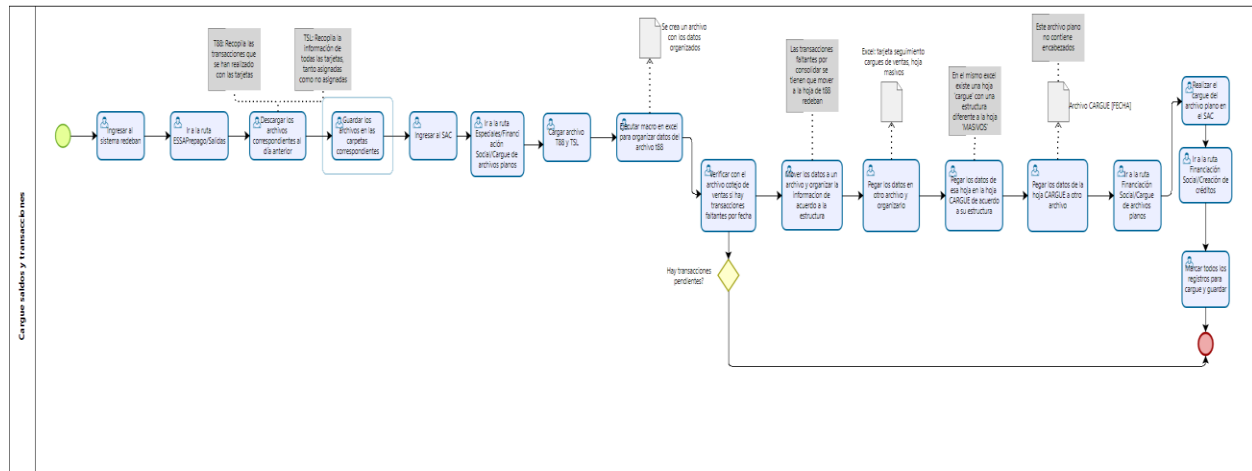 Cargue saldos y transacciones
T88: Recopila las
transacciones que
se han realizado
con las tarjetas
TSL: Recopila la
información de
todas las tarjetas,
tanto asignadas
como no asignadas
Se crea un archivo
con los datos
organizados
Las transacciones
faltantes por
consolidar se
tienen que mover
a la hoja de t88
redeban
Excel: tarjeta seguimiento
cargues de ventas, hoja
masivos
En el mismo excel
existe una hoja
'cargue' con una
estructura
diferente a la hoja
'MASIVOS'
Este archivo plano
no contiene
encabezados
Archivo CARGUE [FECHA]
Ingresar al
sistema redeban
Ir a la ruta
ESSAPrepago/Salidas
Descargar los
archivos
correspondientes al
día anterior
Guardar los
archivos en las
carpetas
correspondientes
Ingresar al SAC
Ir a la ruta
Especiales/Financi
ación
Social/Cargue de
archivos planos
Cargar archivo
T88 y TSL
Ejecutar macro en excel
para organizar datos del
archivo t88
Verificar con el
archivo cotejo de
ventas si hay
transacciones
faltantes por fecha
Mover los datos a un
archivo y organizar la
informacion de
acuerdo a la
estructura
Pegar los datos en
otro archivo y
organizarlo
Pegar los datos de
esa hoja en la hoja
CARGUE de acuerdo
a su estructura
Pegar los datos de la
hoja CARGUE a otro
archivo
Ir a la ruta
Financiación
Social/Cargue
de archivos
planos
Realizar el
cargue del
archivo plano en
el SAC
Ir a la ruta
Financiación
Social/Creación de
créditos
Marcar todos los
registros para
cargue y guardar
Hay transacciones
pendientes?